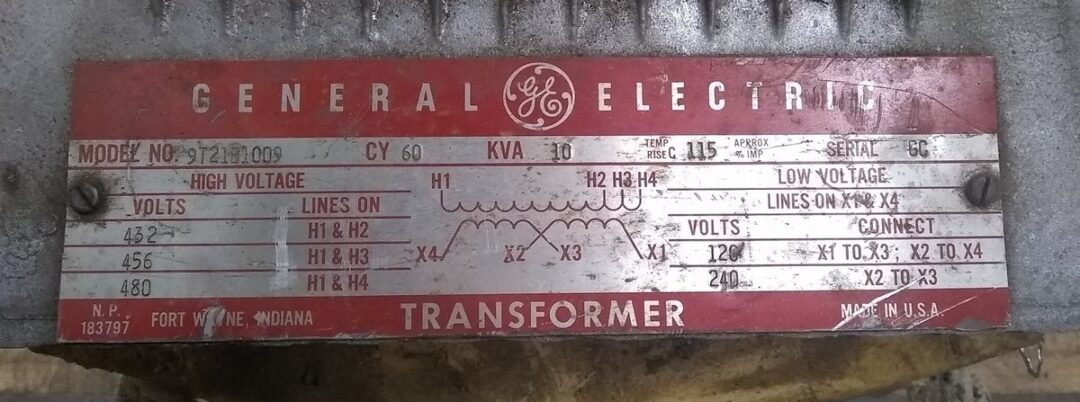 GENERAL GE ELECTRIC
MODEL NO. 9T21B1009 CY 60 KVA 10 TEMP RISE C 115 APPROX % IMP SERIAL GC
HIGH VOLTAGE
VOLTS LINES ON
432 H1 & H2
456 H1 & H3
480 H1 & H4
H1 H2 H3 H4
X4 X2 X3 X1
LOW VOLTAGE
LINES ON X1 & X4
VOLTS CONNECT
120 X1 TO X3 ; X2 TO X4
240 X2 TO X3
N.P. 183797 FORT WAYNE, INDIANA TRANSFORMER MADE IN U.S.A.